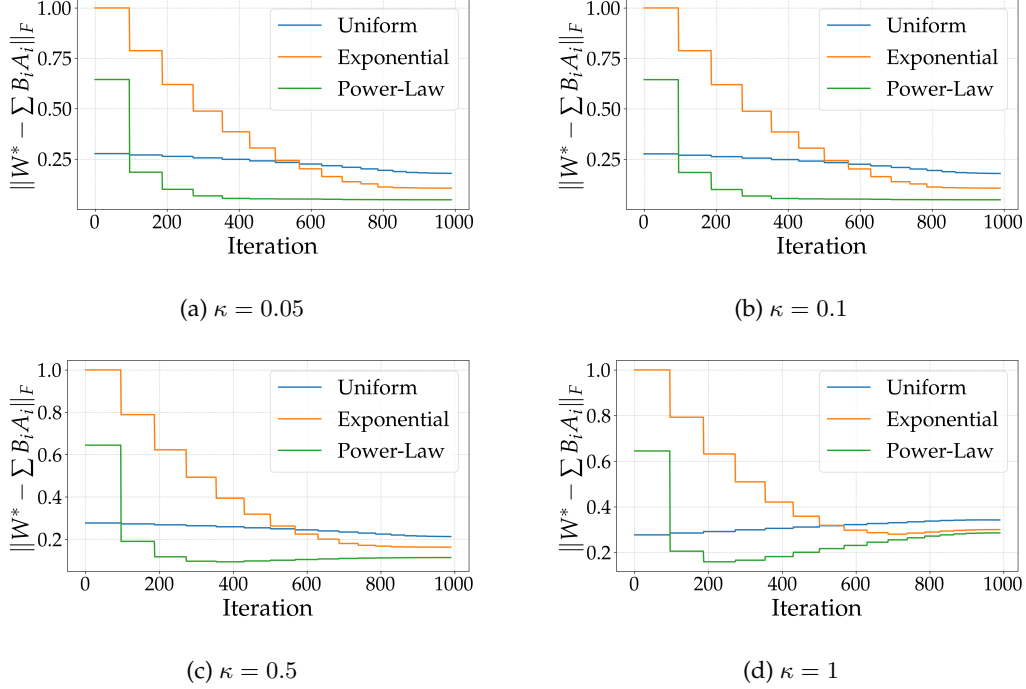 1.00
0.75
0.50
0.25
||W* − ∑ BᵢAᵢ||_F
Uniform
Exponential
Power-Law
0 200 400 600 800 1000
Iteration
(a) κ = 0.05
1.00
0.75
0.50
0.25
||W* − ∑ BᵢAᵢ||_F
Uniform
Exponential
Power-Law
0 200 400 600 800 1000
Iteration
(b) κ = 0.1
1.0
0.8
0.6
0.4
0.2
||W* − ∑ BᵢAᵢ||_F
Uniform
Exponential
Power-Law
0 200 400 600 800 1000
Iteration
(c) κ = 0.5
1.0
0.8
0.6
0.4
0.2
||W* − ∑ BᵢAᵢ||_F
Uniform
Exponential
Power-Law
0 200 400 600 800 1000
Iteration
(d) κ = 1